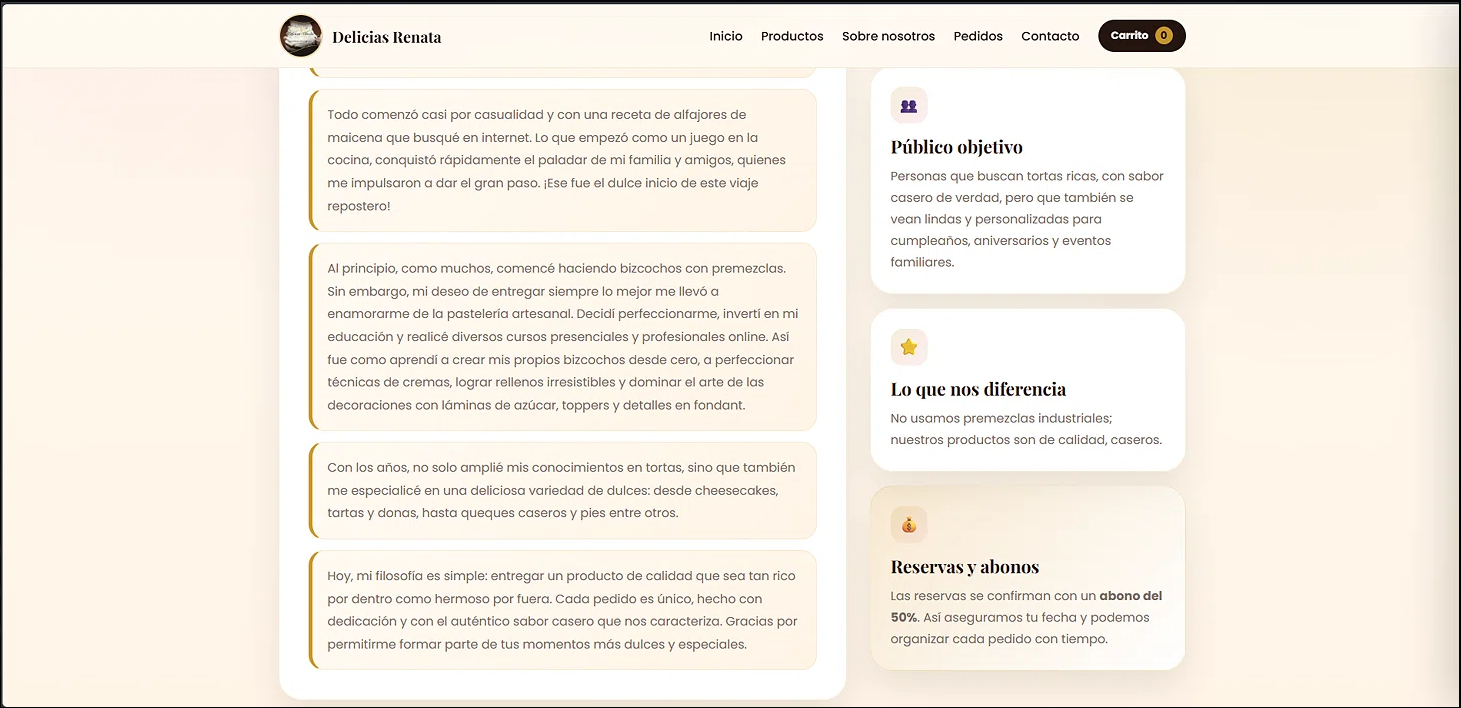 Delicias Renata
Inicio Productos Sobre nosotros Pedidos Contacto Carrito 0
Todo comenzó casi por casualidad y con una receta de alfajores de
maicena que busqué en internet. Lo que empezó como un juego en la
cocina, conquistó rápidamente el paladar de mi familia y amigos, quienes
me impulsaron a dar el gran paso. ¡Ese fue el dulce inicio de este viaje
repostero!
Al principio, como muchos, comencé haciendo bizcochos con premezclas.
Sin embargo, mi deseo de entregar siempre lo mejor me llevó a
enamorarme de la pastelería artesanal. Decidí perfeccionarme, invertí en mi
educación y realicé diversos cursos presenciales y profesionales online. Así
fue como aprendí a crear mis propios bizcochos desde cero, a perfeccionar
técnicas de cremas, lograr rellenos irresistibles y dominar el arte de las
decoraciones con láminas de azúcar, toppers y detalles en fondant.
Con los años, no solo amplié mis conocimientos en tortas, sino que también
me especialicé en una deliciosa variedad de dulces: desde cheesecakes,
tartas y donas, hasta queques caseros y pies entre otros.
Hoy, mi filosofía es simple: entregar un producto de calidad que sea tan rico
por dentro como hermoso por fuera. Cada pedido es único, hecho con
dedicación y con el auténtico sabor casero que nos caracteriza. Gracias por
permitirme formar parte de tus momentos más dulces y especiales.
Público objetivo
Personas que buscan tortas ricas, con sabor
casero de verdad, pero que también se
vean lindas y personalizadas para
cumpleaños, aniversarios y eventos
familiares.
Lo que nos diferencia
No usamos premezclas industriales;
nuestros productos son de calidad, caseros.
Reservas y abonos
Las reservas se confirman con un abono del
50%. Así aseguramos tu fecha y podemos
organizar cada pedido con tiempo.